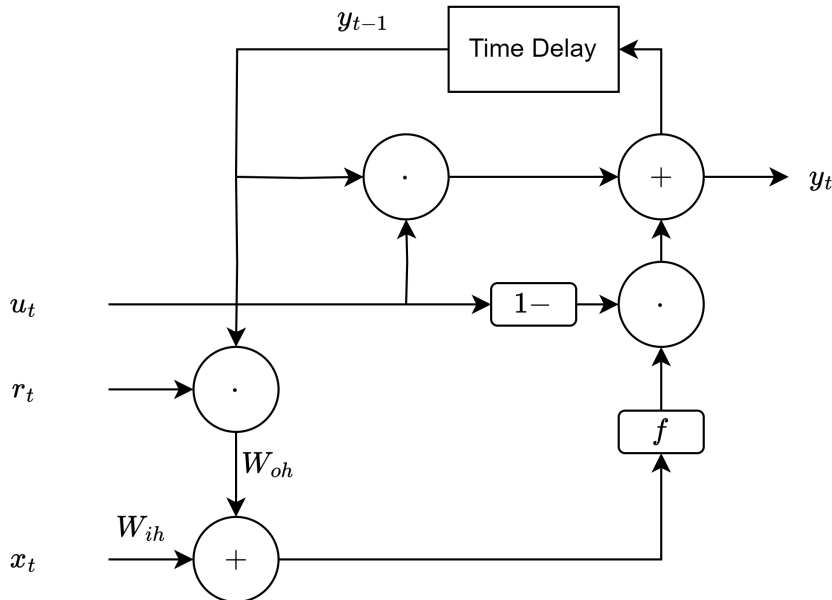 y_{t-1}
Time Delay
·
+
y_t
u_t
1−
·
r_t
·
f
W_{oh}
W_{ih}
x_t
+